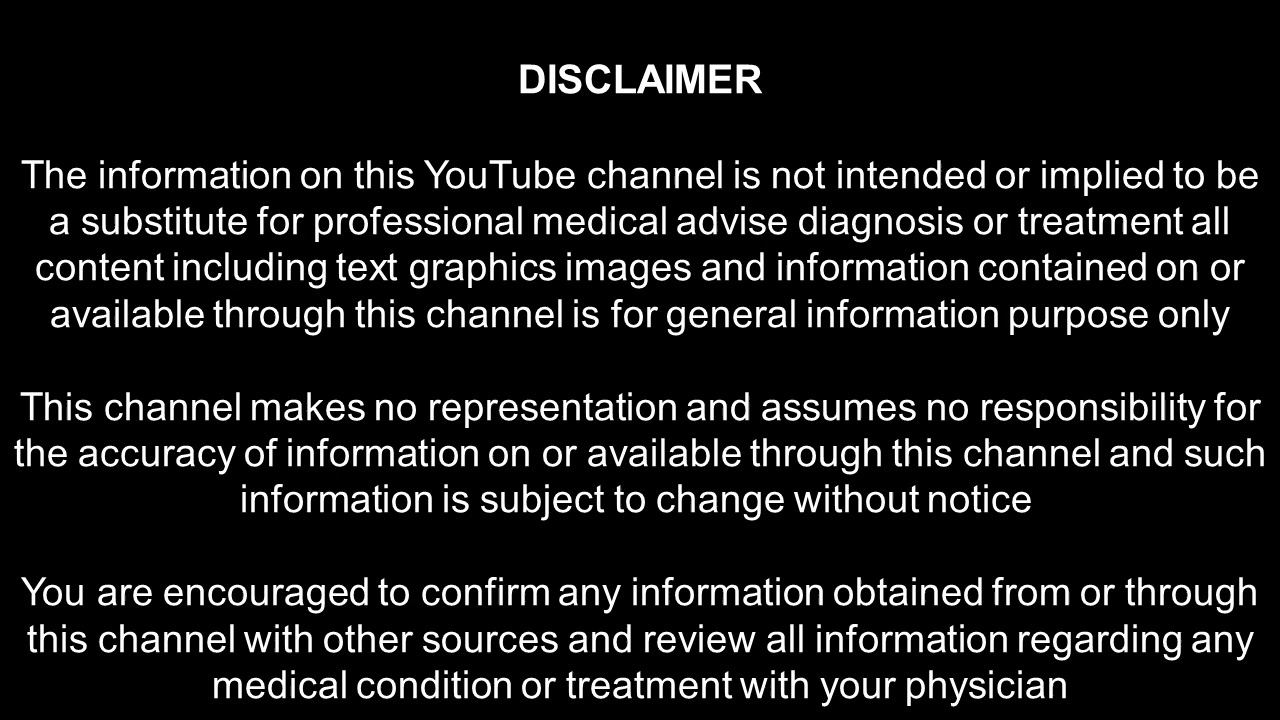 DISCLAIMER
The information on this YouTube channel is not intended or implied to be
a substitute for professional medical advise diagnosis or treatment all
content including text graphics images and information contained on or
available through this channel is for general information purpose only
This channel makes no representation and assumes no responsibility for
the accuracy of information on or available through this channel and such
information is subject to change without notice
You are encouraged to confirm any information obtained from or through
this channel with other sources and review all information regarding any
medical condition or treatment with your physician